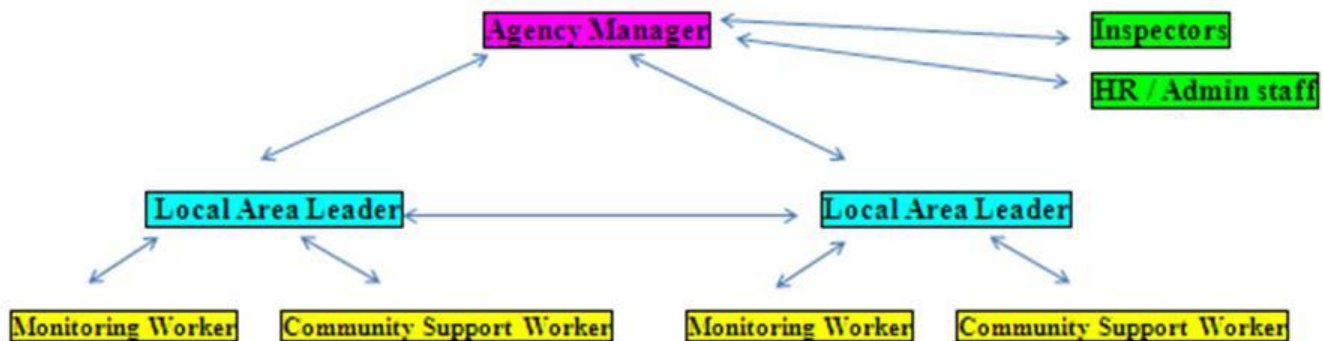 Agency Manager
Inspectors
HR / Admin staff
Local Area Leader
Local Area Leader
Monitoring Worker
Community Support Worker
Monitoring Worker
Community Support Worker